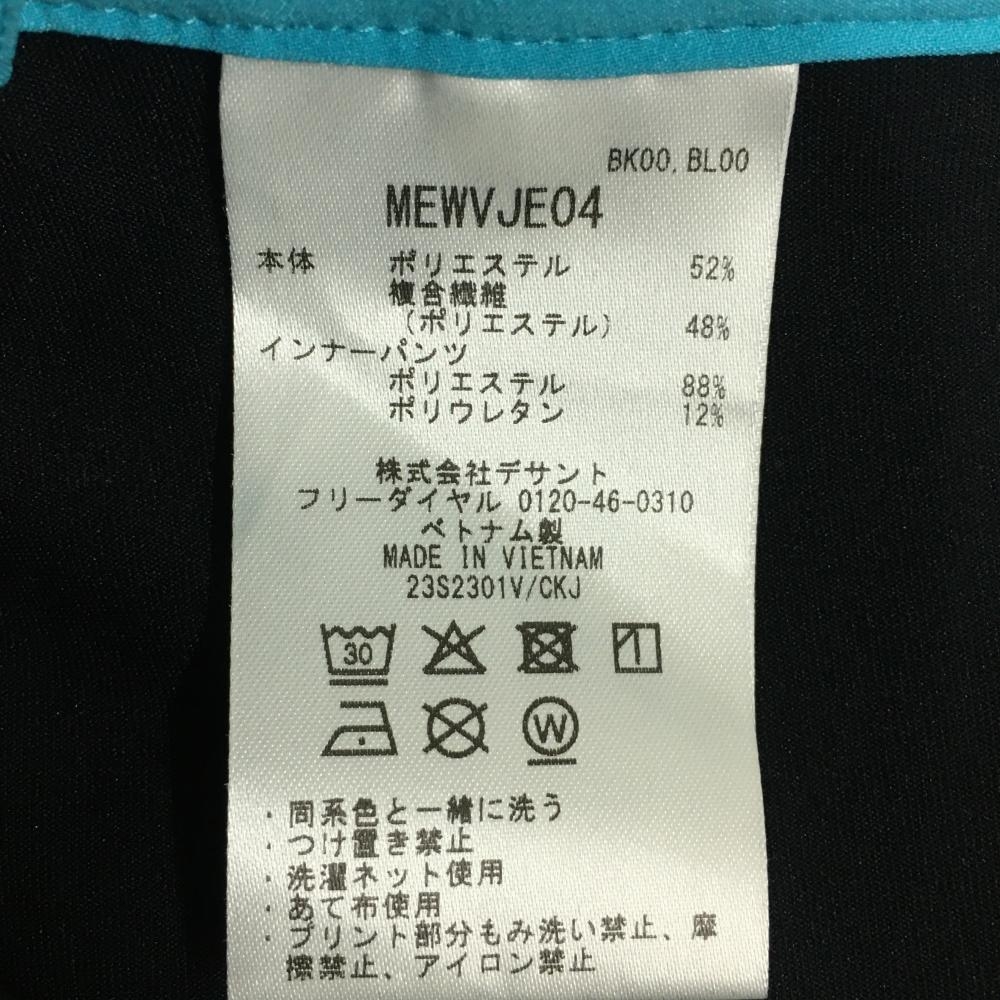 BK00, BL00
MEWVJE04
本体 ポリエステル 52%
複合繊維
(ポリエステル) 48%
インナーパンツ
ポリエステル 88%
ポリウレタン 12%
株式会社デサント
フリーダイヤル 0120-46-0310
ベトナム製
MADE IN VIETNAM
23S2301V/CKJ
30
W
・同系色と一緒に洗う
・つけ置き禁止
・洗濯ネット使用
・あて布使用
・プリント部分もみ洗い禁止、摩
擦禁止、アイロン禁止